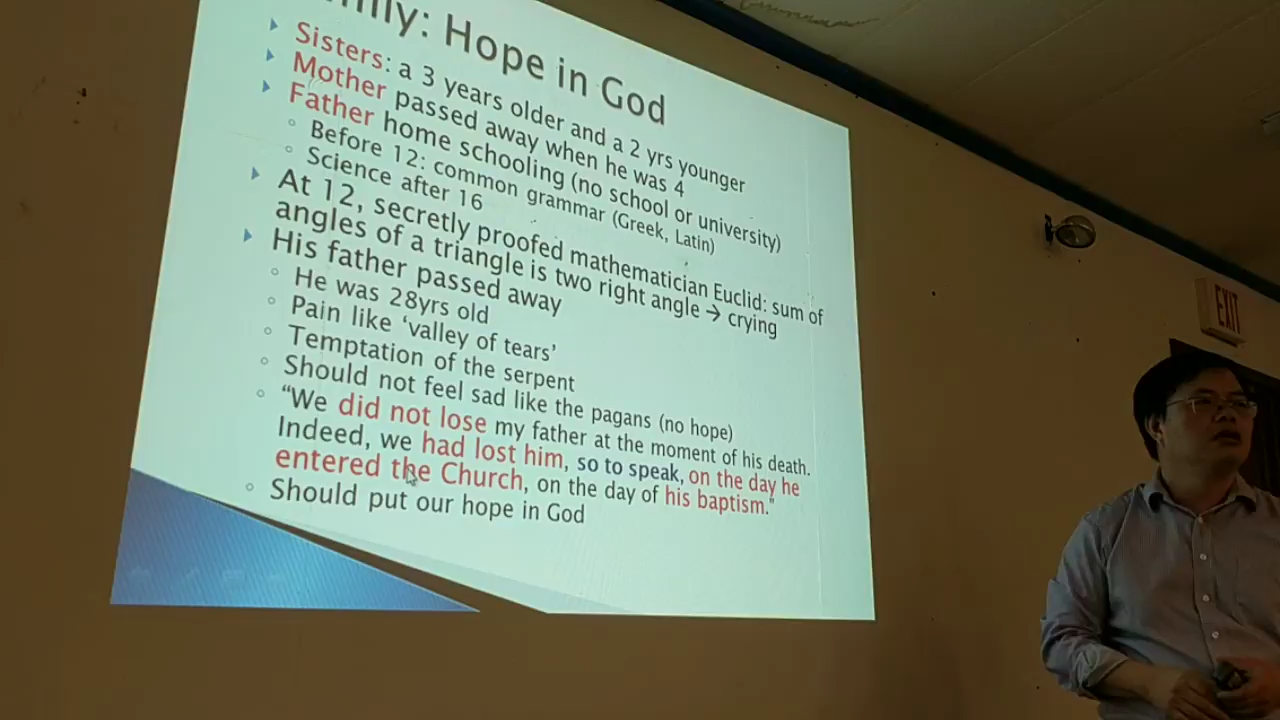 Hope in God
Sisters: a 3 years older and a 2 yrs younger
Mother passed away when he was 4
Father home schooling (no school or university)
Before 12: common grammar (Greek, Latin)
Science after 16
At 12, secretly proofed mathematician Euclid: sum of
angles of a triangle is two right angle → crying
His father passed away
He was 28yrs old
Pain like ‘valley of tears’
Temptation of the serpent
Should not feel sad like the pagans (no hope)
“We did not lose my father at the moment of his death.
Indeed, we had lost him, so to speak, on the day he
entered the Church, on the day of his baptism.”
Should put our hope in God
EXIT